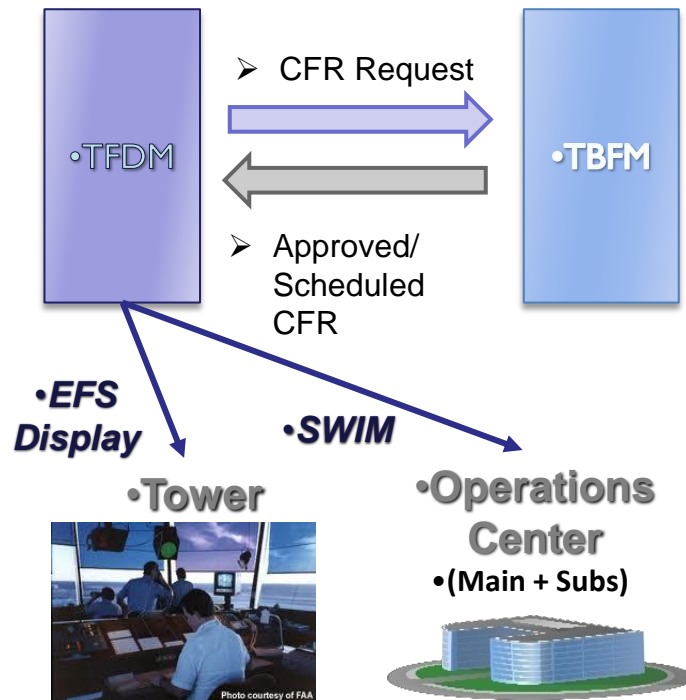 ➢ CFR Request
•TFDM
•TBFM
➢ Approved/
Scheduled
CFR
•EFS
Display
•SWIM
•Tower
•Operations
Center
•(Main + Subs)
Photo courtesy of FAA